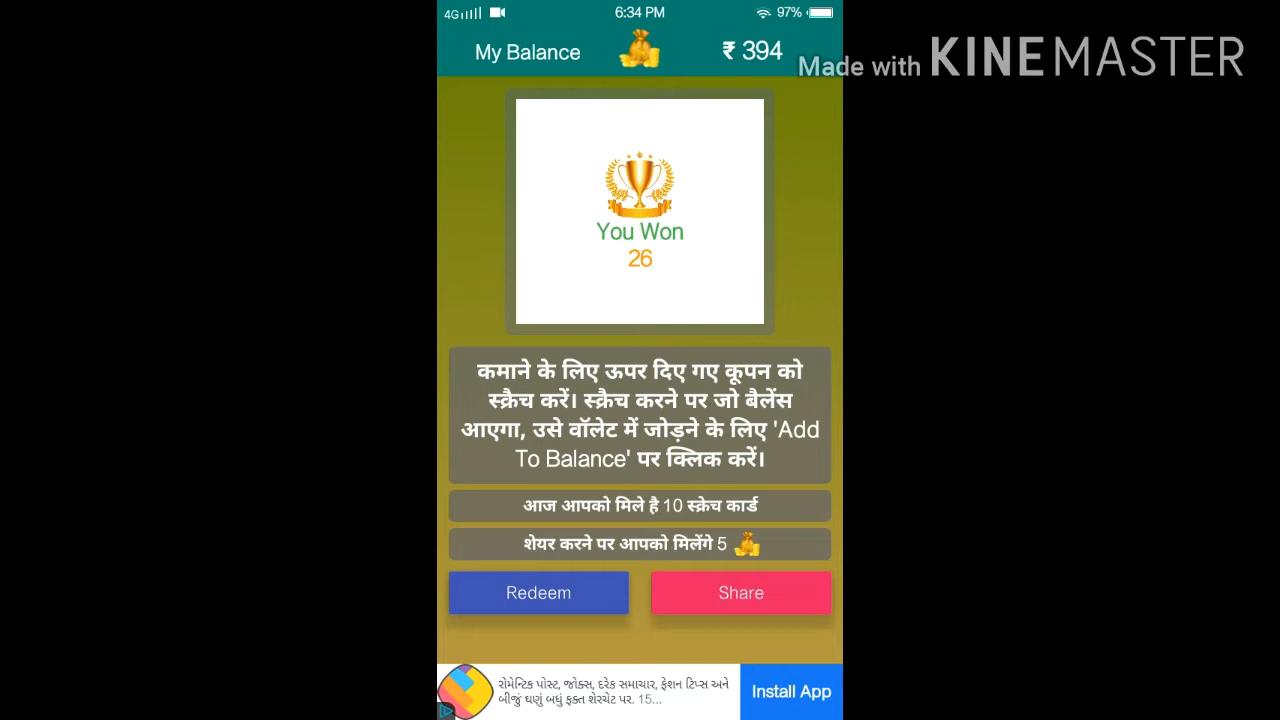 4G 6:34 PM 97%
My Balance ₹ 394
Made with KINEMASTER
You Won
26
कमाने के लिए ऊपर दिए गए कूपन को
स्क्रैच करें। स्क्रैच करने पर जो बैलेंस
आएगा, उसे वॉलेट में जोड़ने के लिए 'Add
To Balance' पर क्लिक करें।
आज आपको मिले है 10 स्क्रेच कार्ड
शेयर करने पर आपको मिलेंगे 5
Redeem Share
રોમેન્ટિક પોસ્ટ, જોક્સ, દરેક સમાચાર, ફેશન ટિપ્સ અને
બીજું ઘણું બધું ફક્ત શેરચેટ પર. 15...
Install App